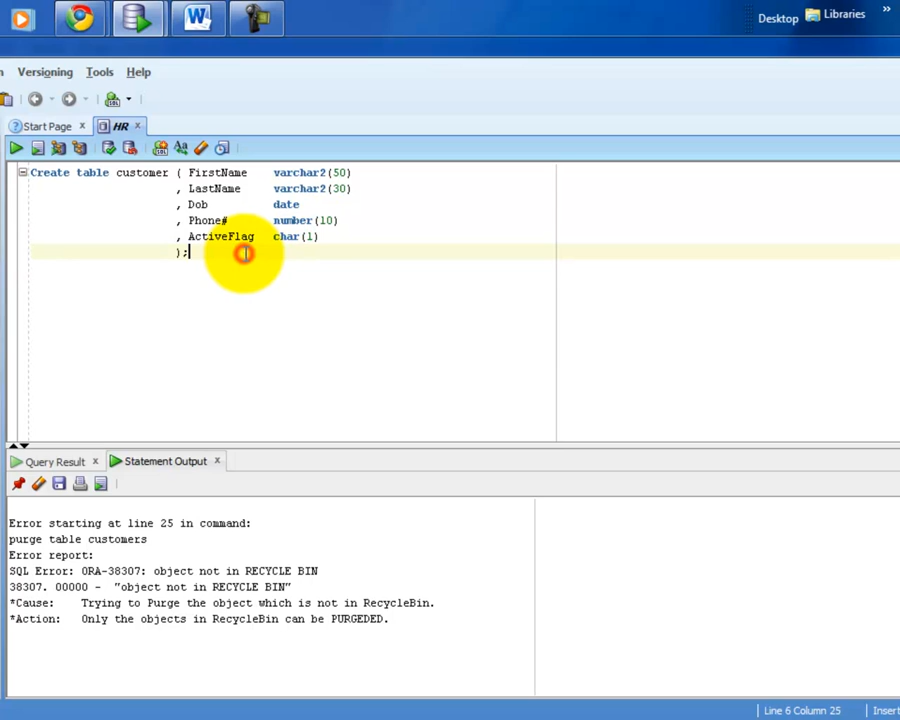 Desktop Libraries »
Versioning Tools Help
Start Page x HR x
Create table customer ( FirstName varchar2(50)
, LastName varchar2(30)
, Dob date
, Phone# number(10)
, ActiveFlag char(1)
);
Query Result x Statement Output x
Error starting at line 25 in command:
purge table customers
Error report:
SQL Error: ORA-38307: object not in RECYCLE BIN
38307. 00000 - "object not in RECYCLE BIN"
*Cause: Trying to Purge the object which is not in RecycleBin.
*Action: Only the objects in RecycleBin can be PURGEDED.
Line 6 Column 25 Insert